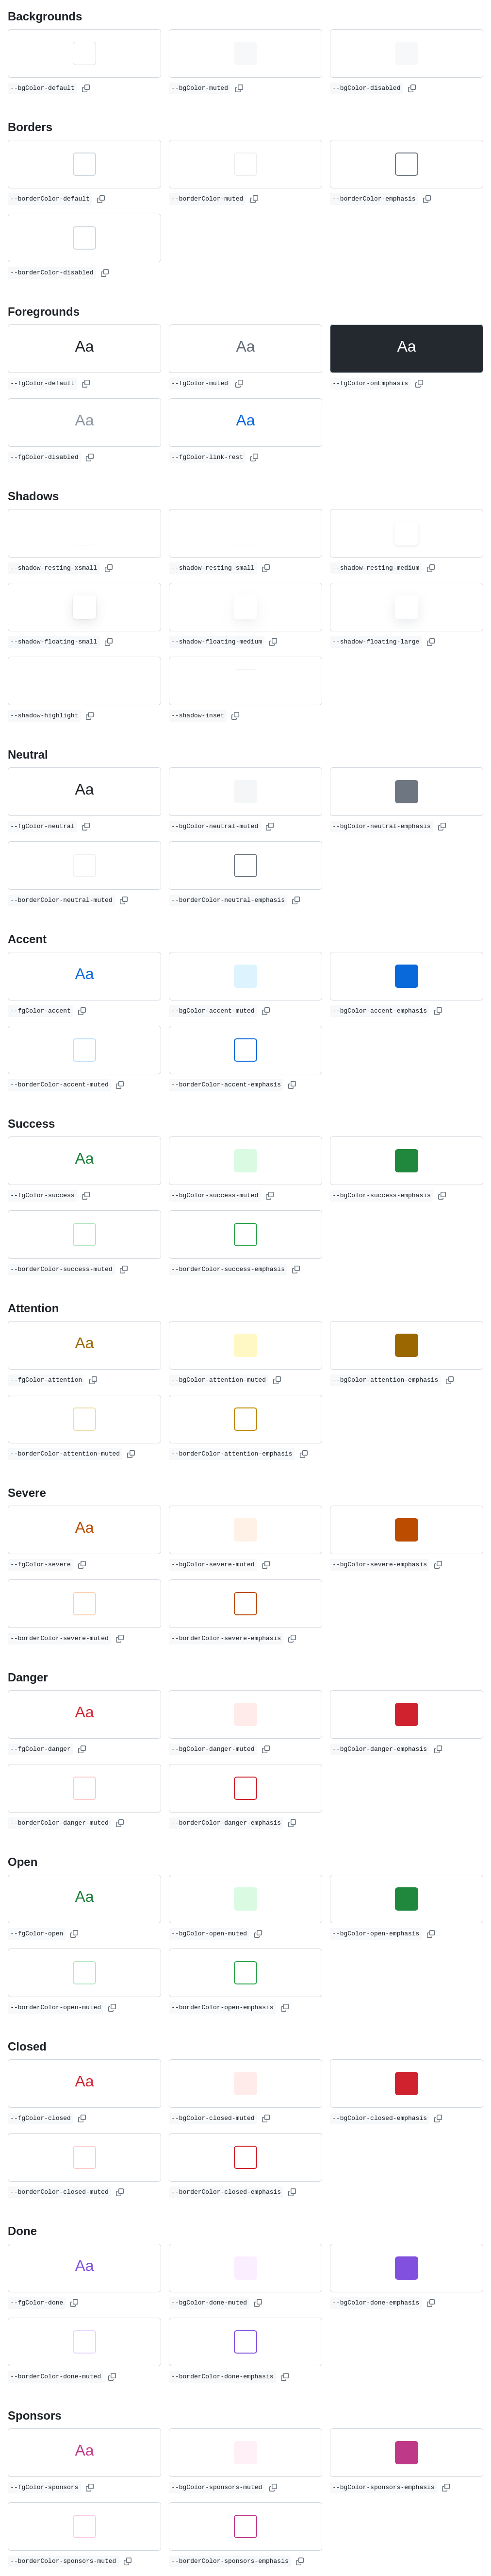 Backgrounds
--bgColor-default
--bgColor-muted
--bgColor-disabled
Borders
--borderColor-default
--borderColor-muted
--borderColor-emphasis
--borderColor-disabled
Foregrounds
Aa
Aa
Aa
--fgColor-default
--fgColor-muted
--fgColor-onEmphasis
Aa
Aa
--fgColor-disabled
--fgColor-link-rest
Shadows
--shadow-resting-xsmall
--shadow-resting-small
--shadow-resting-medium
--shadow-floating-small
--shadow-floating-medium
--shadow-floating-large
--shadow-highlight
--shadow-inset
Neutral
Aa
--fgColor-neutral
--bgColor-neutral-muted
--bgColor-neutral-emphasis
--borderColor-neutral-muted
--borderColor-neutral-emphasis
Accent
Aa
--fgColor-accent
--bgColor-accent-muted
--bgColor-accent-emphasis
--borderColor-accent-muted
--borderColor-accent-emphasis
Success
Aa
--fgColor-success
--bgColor-success-muted
--bgColor-success-emphasis
--borderColor-success-muted
--borderColor-success-emphasis
Attention
Aa
--fgColor-attention
--bgColor-attention-muted
--bgColor-attention-emphasis
--borderColor-attention-muted
--borderColor-attention-emphasis
Severe
Aa
--fgColor-severe
--bgColor-severe-muted
--bgColor-severe-emphasis
--borderColor-severe-muted
--borderColor-severe-emphasis
Danger
Aa
--fgColor-danger
--bgColor-danger-muted
--bgColor-danger-emphasis
--borderColor-danger-muted
--borderColor-danger-emphasis
Open
Aa
--fgColor-open
--bgColor-open-muted
--bgColor-open-emphasis
--borderColor-open-muted
--borderColor-open-emphasis
Closed
Aa
--fgColor-closed
--bgColor-closed-muted
--bgColor-closed-emphasis
--borderColor-closed-muted
--borderColor-closed-emphasis
Done
Aa
--fgColor-done
--bgColor-done-muted
--bgColor-done-emphasis
--borderColor-done-muted
--borderColor-done-emphasis
Sponsors
Aa
--fgColor-sponsors
--bgColor-sponsors-muted
--bgColor-sponsors-emphasis
--borderColor-sponsors-muted
--borderColor-sponsors-emphasis